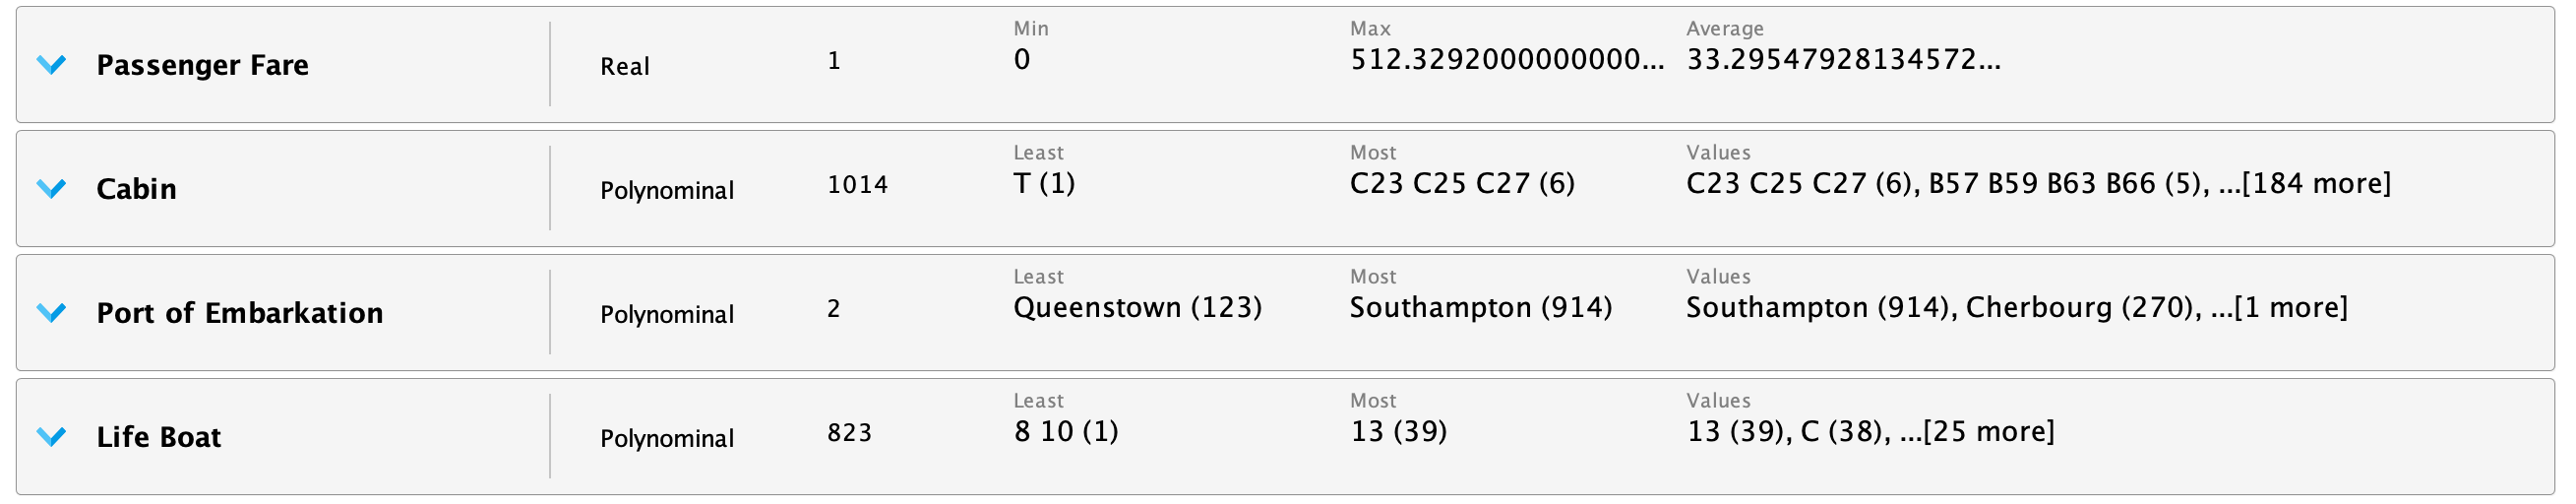 Min Max Average
Passenger Fare Real 1 0 512.3292000000000... 33.29547928134572...
Least Most Values
Cabin Polynominal 1014 T (1) C23 C25 C27 (6) C23 C25 C27 (6), B57 B59 B63 B66 (5), ...[184 more]
Least Most Values
Port of Embarkation Polynominal 2 Queenstown (123) Southampton (914) Southampton (914), Cherbourg (270), ...[1 more]
Least Most Values
Life Boat Polynominal 823 8 10 (1) 13 (39) 13 (39), C (38), ...[25 more]